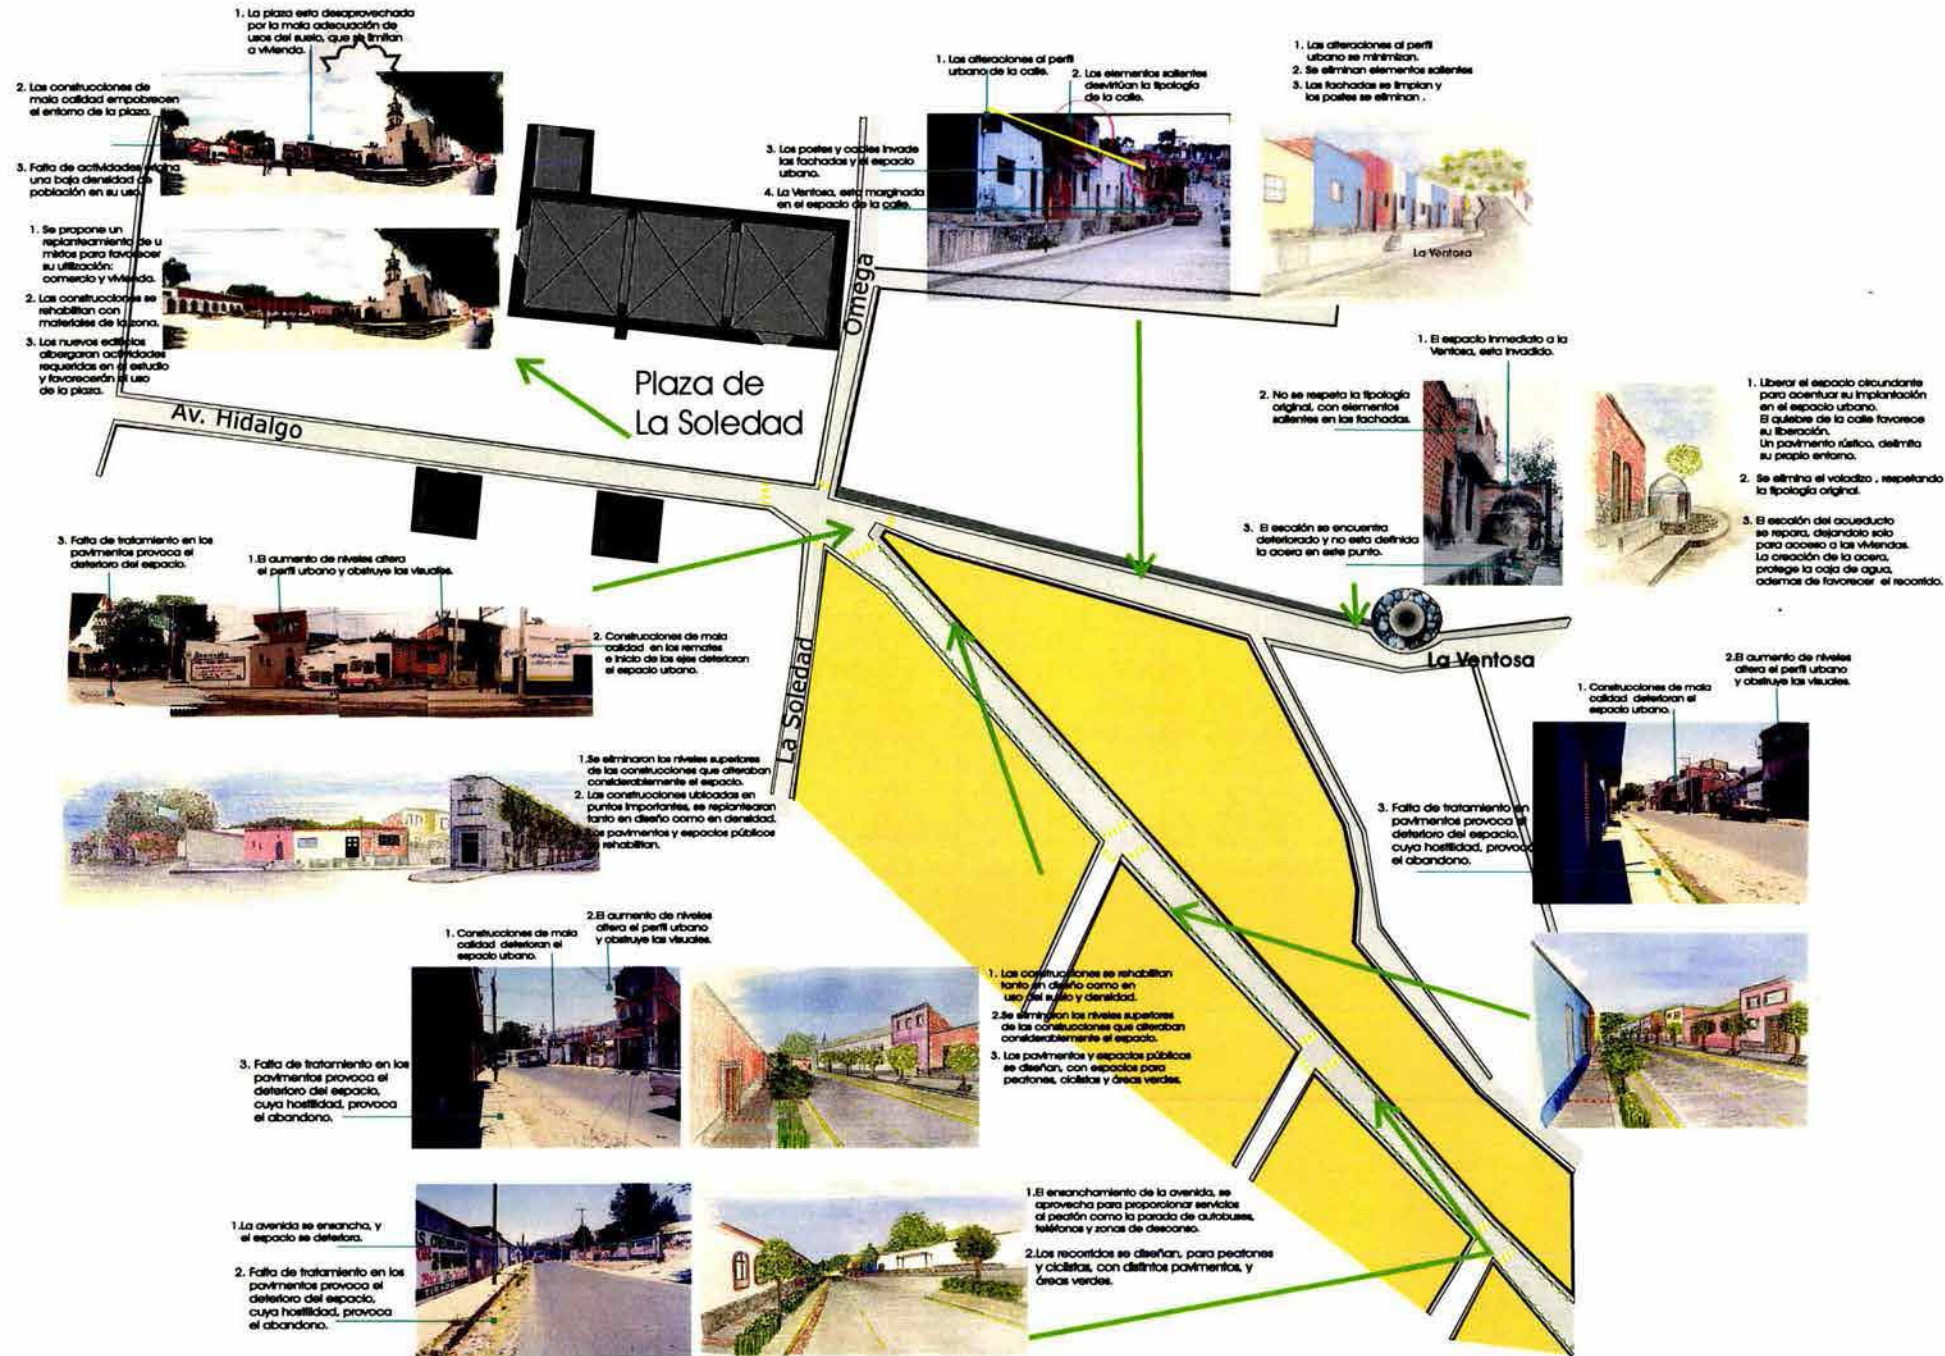 1. La plaza esta desaprovechada
por la mala adecuación de
usos del suelo, que se limitan
a vivienda.
2. Las construcciones de
mala calidad empobrecen
el entorno de la plaza.
3. Falta de actividades origina
una baja densidad de
población en su uso.
1. Se propone un
replanteamiento de u
mixtos para favorecer
su utilización:
comercio y vivienda.
2. Las construcciones se
rehabilitan con
materiales de la zona.
3. Los nuevos edificios
albergaran actividades
requeridas en el estudio
y favorecerán el uso
de la plaza.
1. Las alteraciones al perfil
urbano de la calle.
2. Los elementos salientes
desvirtúan la tipología
de la calle.
3. Los postes y cables invade
las fachadas y el espacio
urbano.
4. La Ventosa, esta marginada
en el espacio de la calle.
1. Las alteraciones al perfil
urbano se minimizan.
2. Se eliminan elementos salientes
3. Las fachadas se limpian y
los postes se eliminan .
La Ventosa
Omega
Plaza de
La Soledad
Av. Hidalgo
1. El espacio inmediato a la
Ventosa, esta invadido.
2. No se respeta la tipología
original, con elementos
salientes en las fachadas.
3. El escalón se encuentra
deteriorado y no esta definida
la acera en este punto.
1. Liberar el espacio circundante
para acentuar su implantación
en el espacio urbano.
El quiebre de la calle favorece
su liberación.
Un pavimento rústico, delimita
su propio entorno.
2. Se elimina el voladizo , respetando
la tipología original.
3. El escalón del acueducto
se repara, dejandolo solo
para acceso a las viviendas.
La creación de la acera,
protege la caja de agua,
ademas de favorecer el recorrido.
3. Falta de tratamiento en los
pavimentos provoca el
deterioro del espacio.
1.El aumento de niveles altera
el perfil urbano y obstruye las visuales.
2. Construcciones de mala
calidad en los remates
e inicio de los ejes deterioran
el espacio urbano.
La Soledad
La Ventosa
1.Se eliminaron los niveles superiores
de las construcciones que alteraban
considerablemente el espacio.
2. Las construcciones ubicadas en
puntos importantes, se replantearan
tanto en diseño como en densidad.
os pavimentos y espacios públicos
rehabilitan.
1. Construcciones de mala
calidad deterioran el
espacio urbano.
2.El aumento de niveles
altera el perfil urbano
y obstruye las visuales.
3. Falta de tratamiento en
pavimentos provoca el
deterioro del espacio,
cuya hostilidad, provoca
el abandono.
1. Construcciones de mala
calidad deterioran el
espacio urbano.
2.El aumento de niveles
altera el perfil urbano
y obstruye las visuales.
3. Falta de tratamiento en los
pavimentos provoca el
deterioro del espacio,
cuya hostilidad, provoca
el abandono.
1. Las construcciones se rehabilitan
tanto en diseño como en
uso del suelo y densidad.
2.Se eliminaron los niveles superiores
de las construcciones que alteraban
considerablemente el espacio.
3. Los pavimentos y espacios públicos
se diseñan, con espacios para
peatones, ciclistas y áreas verdes.
1.La avenida se ensancha, y
el espacio se deteriora.
2. Falta de tratamiento en los
pavimentos provoca el
deterioro del espacio,
cuya hostilidad, provoca
el abandono.
1.El ensanchamiento de la avenida, se
aprovecha para proporcionar servicios
al peatón como la parada de autobuses,
teléfonos y zonas de descanso.
2.Los recorridos se diseñan, para peatones
y ciclistas, con distintos pavimentos, y
áreas verdes.